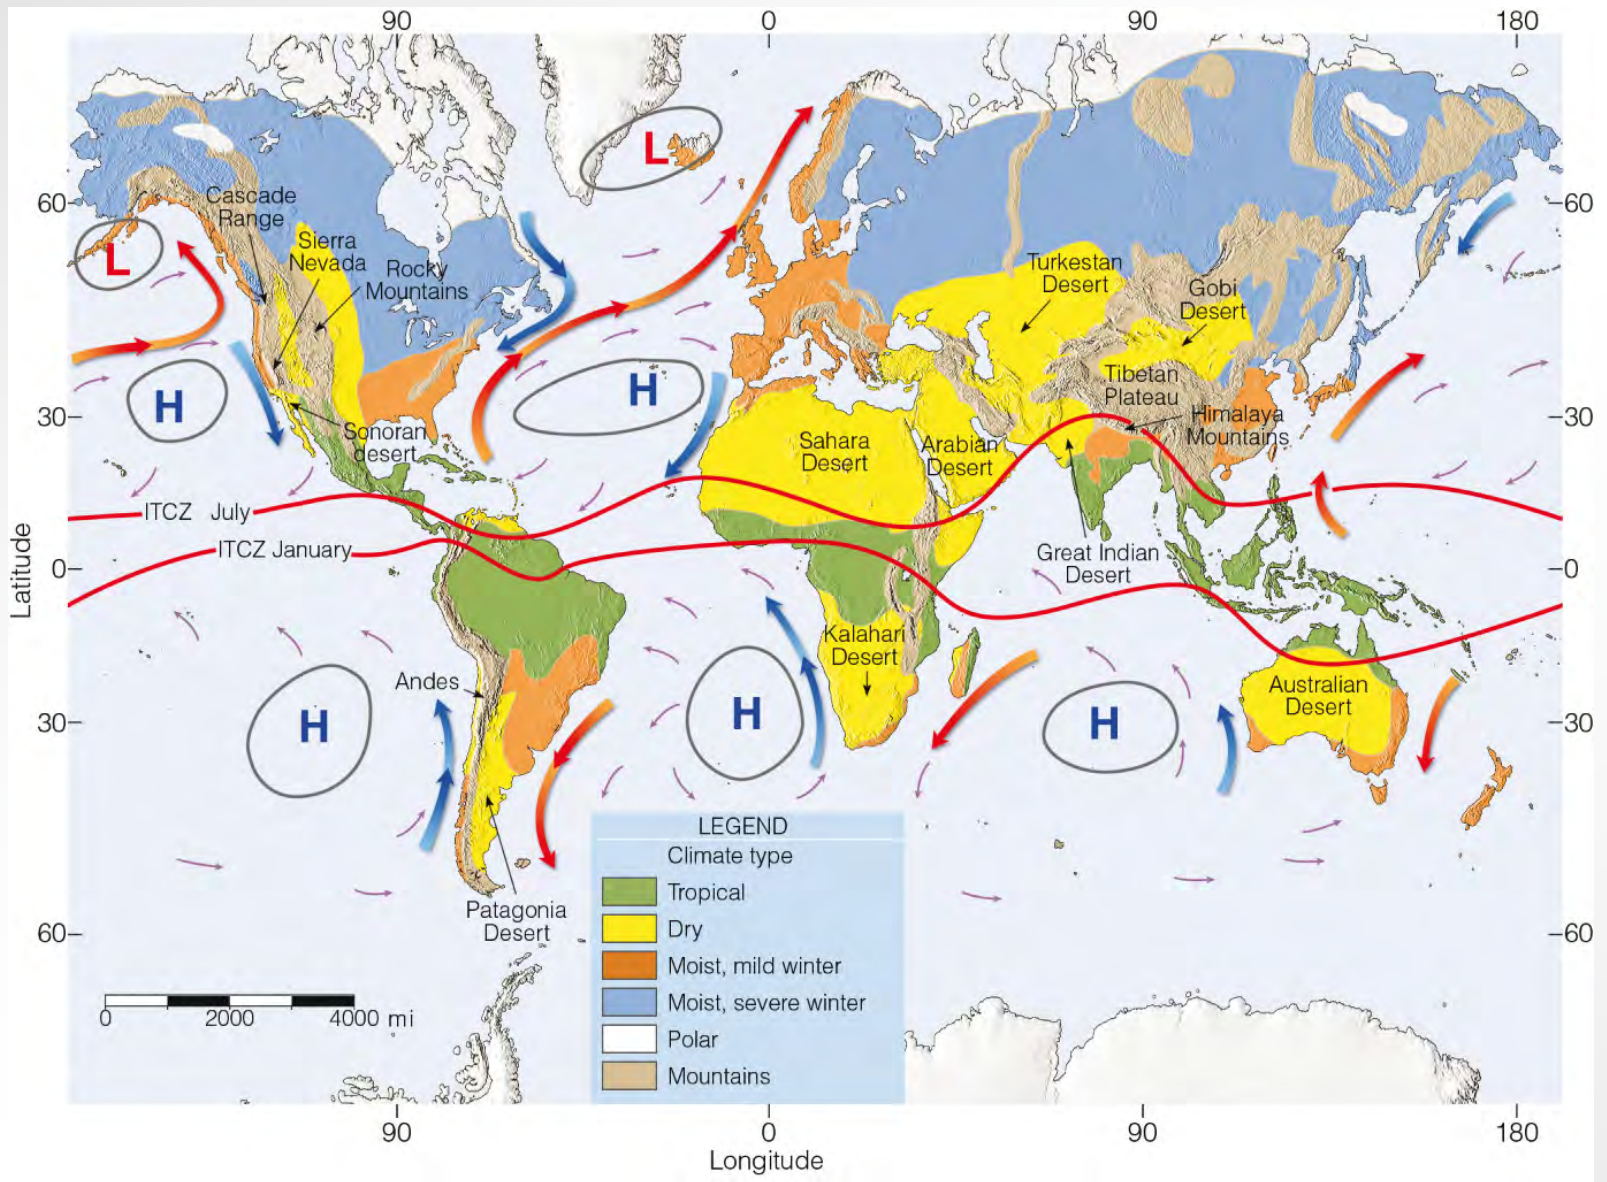 90
0
90
180
L
Cascade
Range
60
60
L
Sierra
Nevada
Rocky
Mountains
Turkestan
Desert
Gobi
Desert
H
H
Tibetan
Plateau
30
30
Himalaya
Mountains
Sonoran
desert
Sahara
Desert
Arabian
Desert
ITCZ July
ITCZ January
Great Indian
Desert
Latitude
0
0
Kalahari
Desert
Andes
Australian
Desert
H
H
H
30
30
LEGEND
Climate type
Tropical
Dry
Moist, mild winter
Moist, severe winter
Polar
Mountains
Patagonia
Desert
60
60
0 2000 4000 mi
90
0
90
180
Longitude